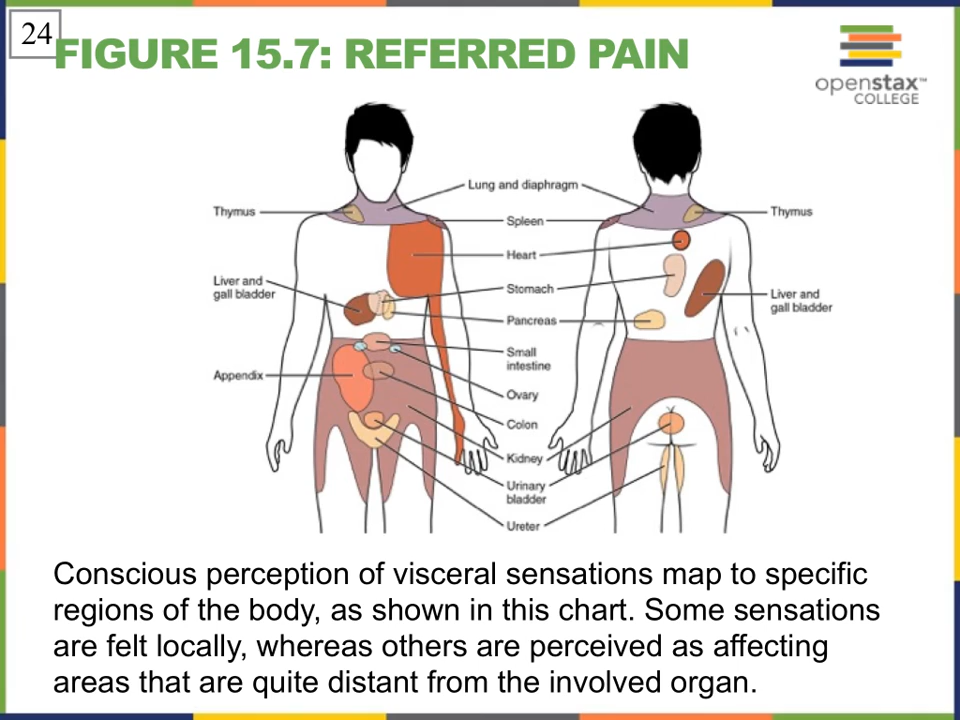 24
FIGURE 15.7: REFERRED PAIN
openstax™
COLLEGE
Lung and diaphragm
Thymus
Spleen
Thymus
Heart
Liver and
gall bladder
Stomach
Liver and
gall bladder
Pancreas
Small
intestine
Appendix
Ovary
Colon
Kidney
Urinary
bladder
Ureter
Conscious perception of visceral sensations map to specific
regions of the body, as shown in this chart. Some sensations
are felt locally, whereas others are perceived as affecting
areas that are quite distant from the involved organ.